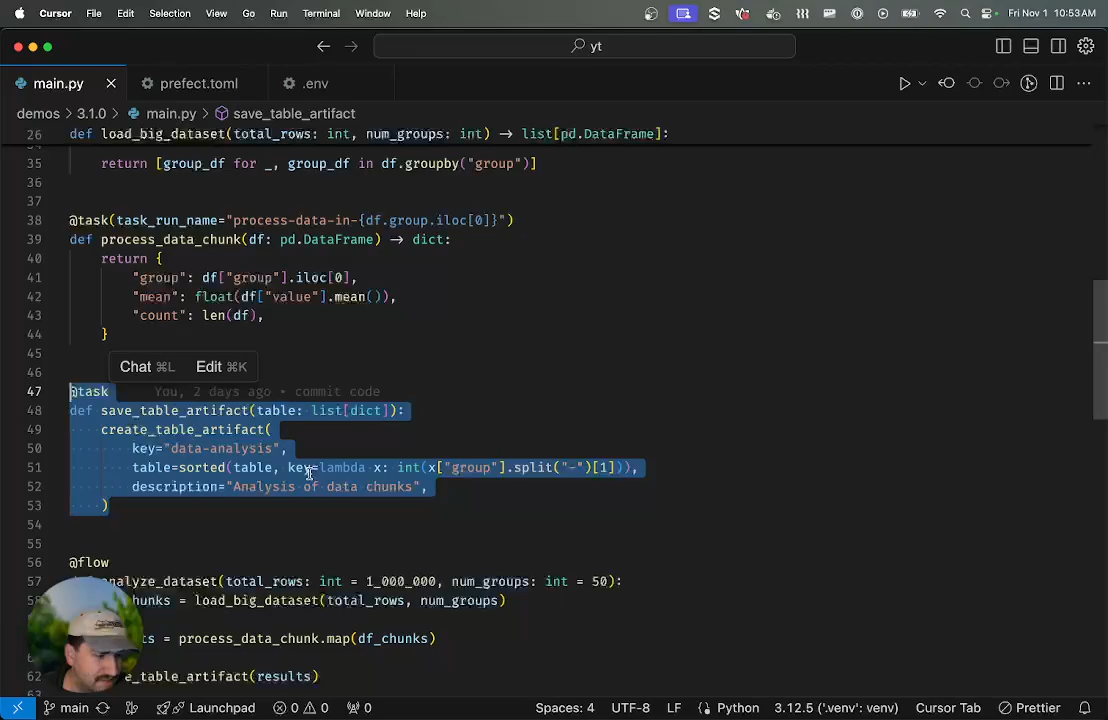 Cursor File Edit Selection View Go Run Terminal Window Help Fri Nov 1 10:53 AM
yt
main.py prefect.toml .env
demos > 3.1.0 > main.py > save_table_artifact
26 def load_big_dataset(total_rows: int, num_groups: int) → list[pd.DataFrame]:
35 return [group_df for _, group_df in df.groupby("group")]
36
37
38 @task(task_run_name="process-data-in-{df.group.iloc[0]}")
39 def process_data_chunk(df: pd.DataFrame) → dict:
40 return {
41 "group": df["group"].iloc[0],
42 "mean": float(df["value"].mean()),
43 "count": len(df),
44 }
45
46
Chat ⌘L Edit ⌘K
47 @task You, 2 days ago • commit code
48 def save_table_artifact(table: list[dict]):
49 create_table_artifact(
50 key="data-analysis",
51 table=sorted(table, key=lambda x: int(x["group"].split("-")[1])),
52 description="Analysis of data chunks",
53 )
54
55
56 @flow
57 analyze_dataset(total_rows: int = 1_000_000, num_groups: int = 50):
58 hunks = load_big_dataset(total_rows, num_groups)
ts = process_data_chunk.map(df_chunks)
62 e_table_artifact(results)
63
main Launchpad 0 0 0 Spaces: 4 UTF-8 LF Python 3.12.5 ('.venv': venv) Cursor Tab Prettier